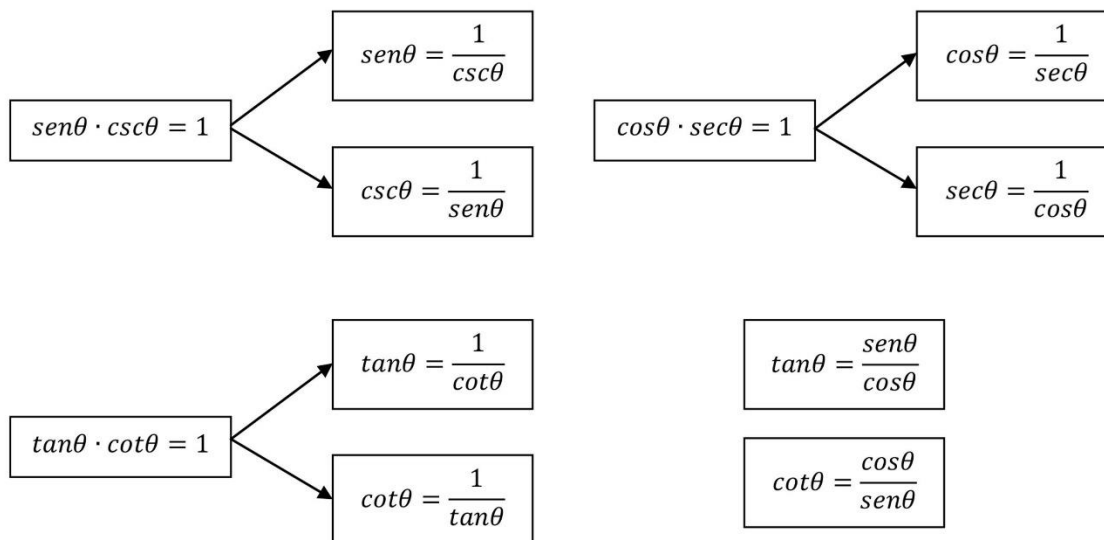 senθ · cscθ = 1
senθ = 1/cscθ
cscθ = 1/senθ
cosθ · secθ = 1
cosθ = 1/secθ
secθ = 1/cosθ
tanθ · cotθ = 1
tanθ = 1/cotθ
cotθ = 1/tanθ
tanθ = senθ/cosθ
cotθ = cosθ/senθ